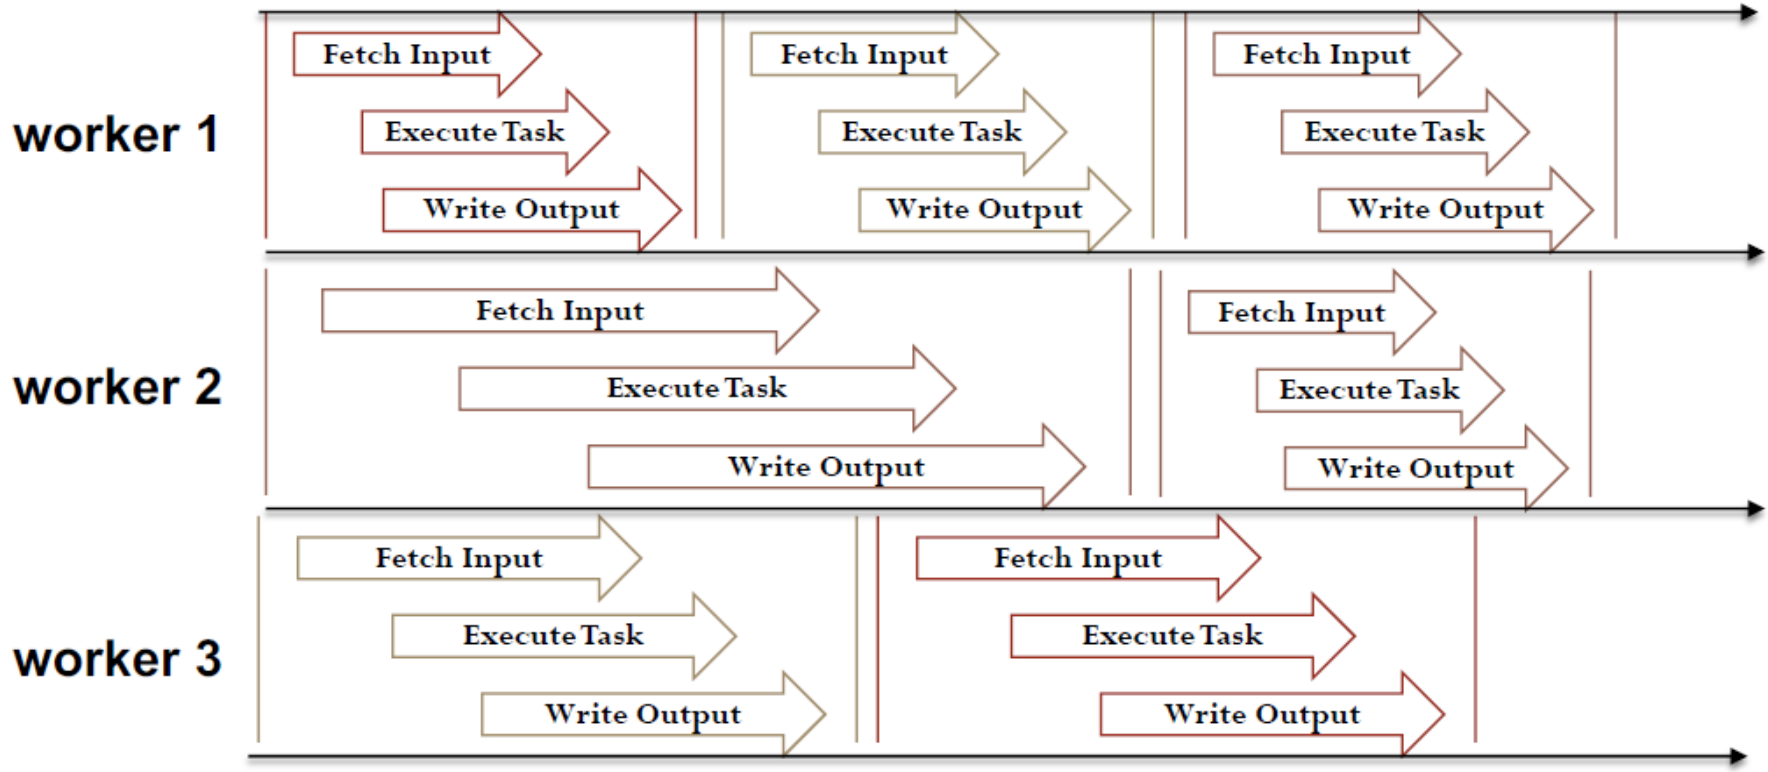 Fetch Input Fetch Input Fetch Input
worker 1
Execute Task Execute Task Execute Task
Write Output Write Output Write Output
Fetch Input Fetch Input
worker 2
Execute Task Execute Task
Write Output Write Output
Fetch Input Fetch Input
worker 3
Execute Task Execute Task
Write Output Write Output